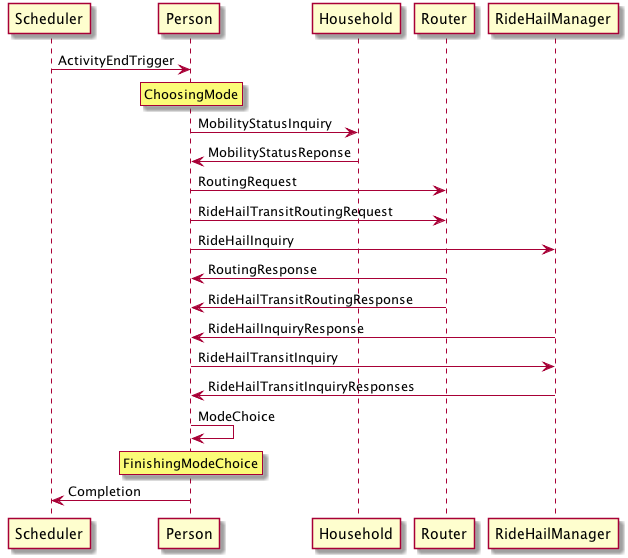 Scheduler Person Household Router RideHailManager
ActivityEndTrigger
ChoosingMode
MobilityStatusInquiry
MobilityStatusReponse
RoutingRequest
RideHailTransitRoutingRequest
RideHailInquiry
RoutingResponse
RideHailTransitRoutingResponse
RideHailInquiryResponse
RideHailTransitInquiry
RideHailTransitInquiryResponses
ModeChoice
FinishingModeChoice
Completion
Scheduler Person Household Router RideHailManager